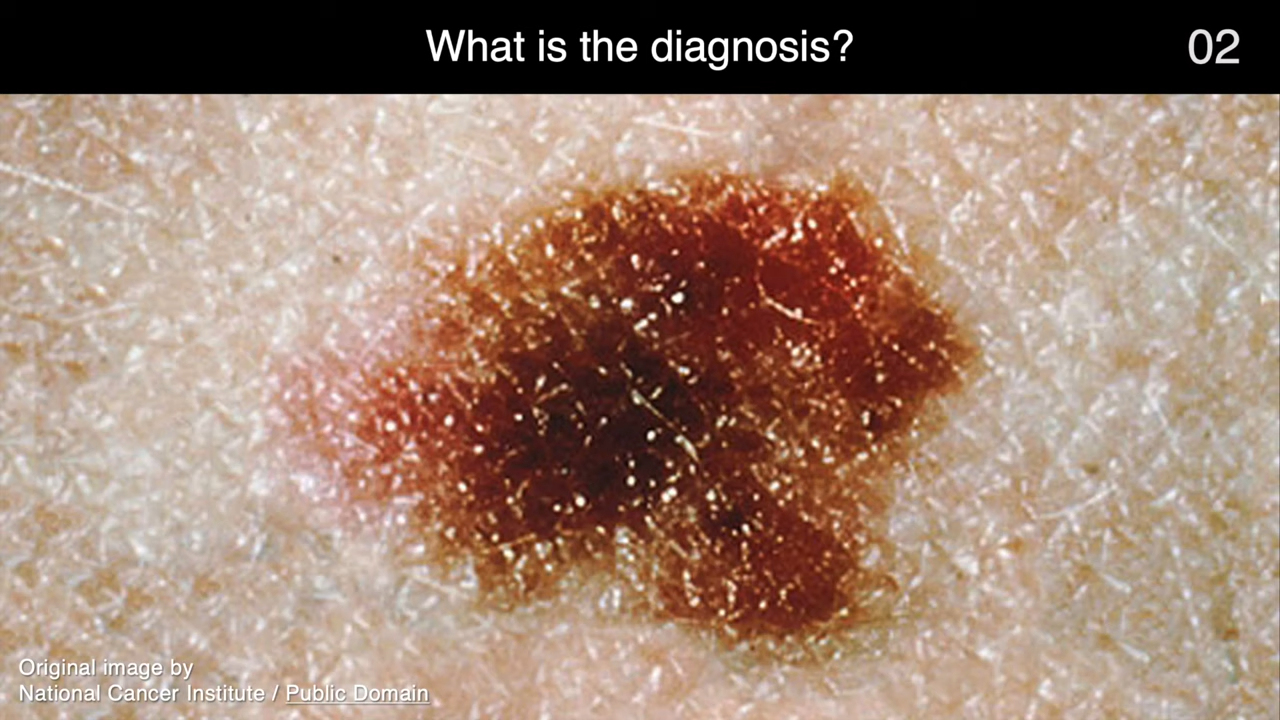 What is the diagnosis?
02
Original image by
National Cancer Institute / Public Domain